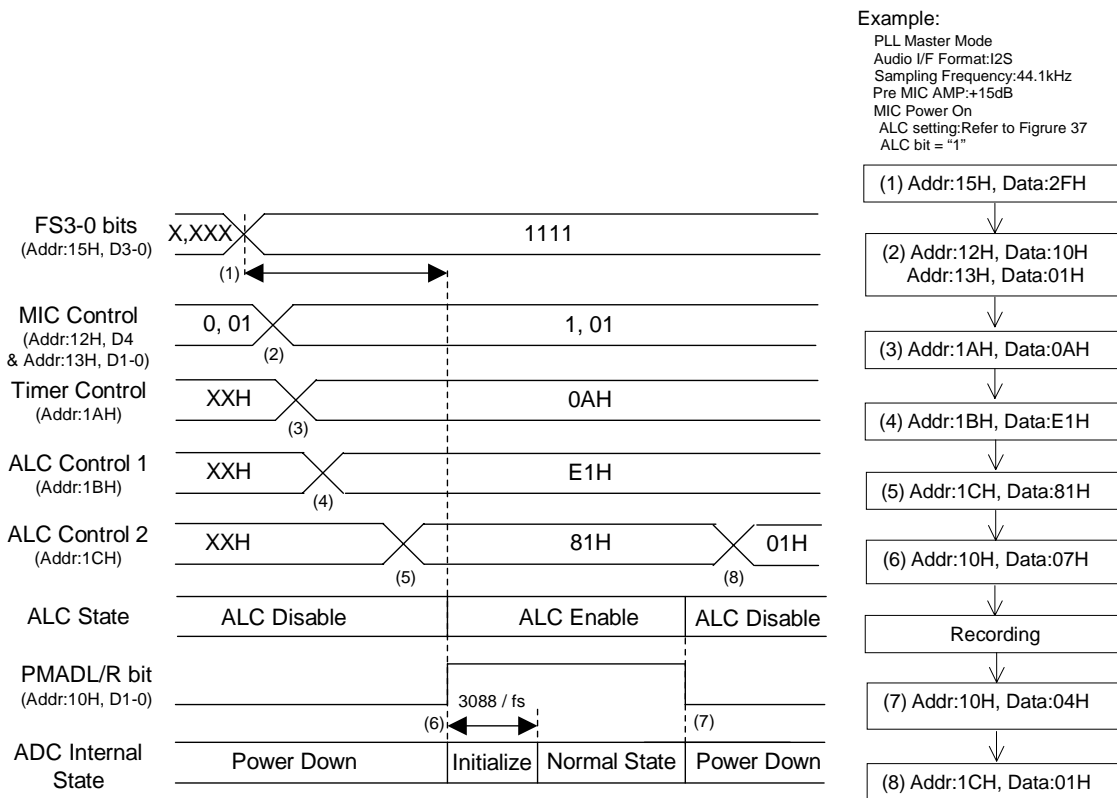 Example:
PLL Master Mode
Audio I/F Format:I2S
Sampling Frequency:44.1kHz
Pre MIC AMP:+15dB
MIC Power On
ALC setting:Refer to Figrure 37
ALC bit = “1”
(1) Addr:15H, Data:2FH
(2) Addr:12H, Data:10H
Addr:13H, Data:01H
(3) Addr:1AH, Data:0AH
(4) Addr:1BH, Data:E1H
(5) Addr:1CH, Data:81H
(6) Addr:10H, Data:07H
Recording
(7) Addr:10H, Data:04H
(8) Addr:1CH, Data:01H
FS3-0 bits
(Addr:15H, D3-0)
X,XXX
1111
(1)
MIC Control
(Addr:12H, D4
& Addr:13H, D1-0)
0, 01
1, 01
(2)
Timer Control
(Addr:1AH)
XXH
0AH
(3)
ALC Control 1
(Addr:1BH)
XXH
E1H
(4)
ALC Control 2
(Addr:1CH)
XXH
81H
01H
(5)
(8)
ALC State
ALC Disable
ALC Enable
ALC Disable
PMADL/R bit
(Addr:10H, D1-0)
3088 / fs
(6)
(7)
ADC Internal
State
Power Down
Initialize
Normal State
Power Down